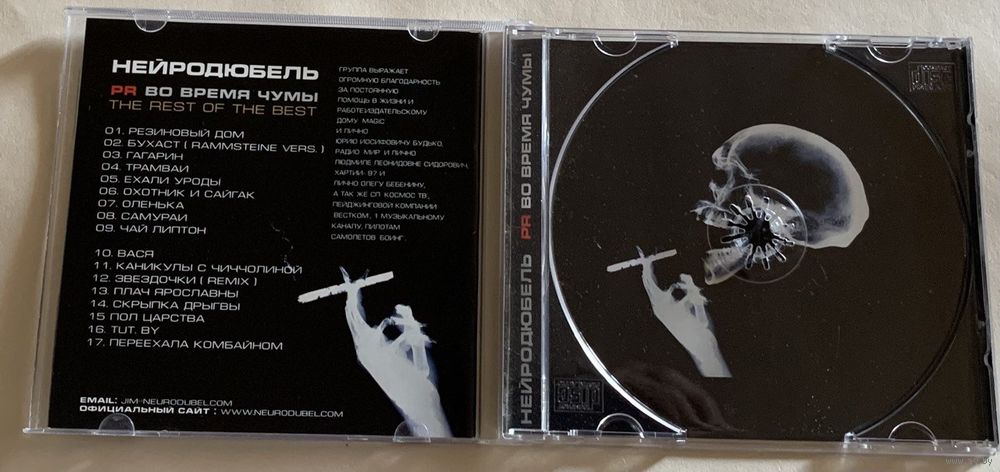 НЕЙРОДЮБЕЛЬ
PR ВО ВРЕМЯ ЧУМЫ
THE REST OF THE BEST
01. РЕЗИНОВЫЙ ДОМ
02. БУХАСТ ( RAMMSTEINE VERS. )
03. ГАГАРИН
04. ТРАМВАИ
05. ЕХАЛИ УРОДЫ
06. ОХОТНИК И САЙГАК
07. ОЛЕНЬКА
08. САМУРАИ
09. ЧАЙ ЛИПТОН
10. ВАСЯ
11. КАНИКУЛЫ С ЧИЧЧОЛИНОЙ
12. ЗВЕЗДОЧКИ ( REMIX )
13. ПЛАЧ ЯРОСЛАВНЫ
14. СКРЫПКА ДРЫГВЫ
15 ПОЛ ЦАРСТВА
16. TUT. BY
17. ПЕРЕЕХАЛА КОМБАЙНОМ
EMAIL: JIM-NEURODUBEL.COM
ОФИЦИАЛЬНЫЙ САЙТ : WWW.NEURODUBEL.COM
ГРУППА ВЫРАЖАЕТ
ОГРОМНУЮ БЛАГОДАРНОСТЬ
ЗА ПОСТОЯННУЮ
ПОМОЩЬ В ЖИЗНИ И
РАБОТЕИЗДАТЕЛЬСКОМУ
ДОМУ MAGIC
И ЛИЧНО
ЮРИЮ ИОСИФОВИЧУ БУДЬКО,
РАДИО МИР И ЛИЧНО
ЛЮДМИЛЕ ЛЕОНИДОВНЕ СИДОРОВИЧ,
ХАРТИИ- 97 И
ЛИЧНО ОЛЕГУ БЕБЕНИНУ,
А ТАК ЖЕ СП КОСМОС ТВ,
ПЕЙДЖИНГОВОЙ КОМПАНИИ
ВЕСТКОМ, 1 МУЗЫКАЛЬНОМУ
КАНАЛУ, ПИЛОТАМ
САМОЛЕТОВ БОИНГ.
НЕЙРОДЮБЕЛЬ PR ВО ВРЕМЯ ЧУМЫ
COMPACT
disc
disc